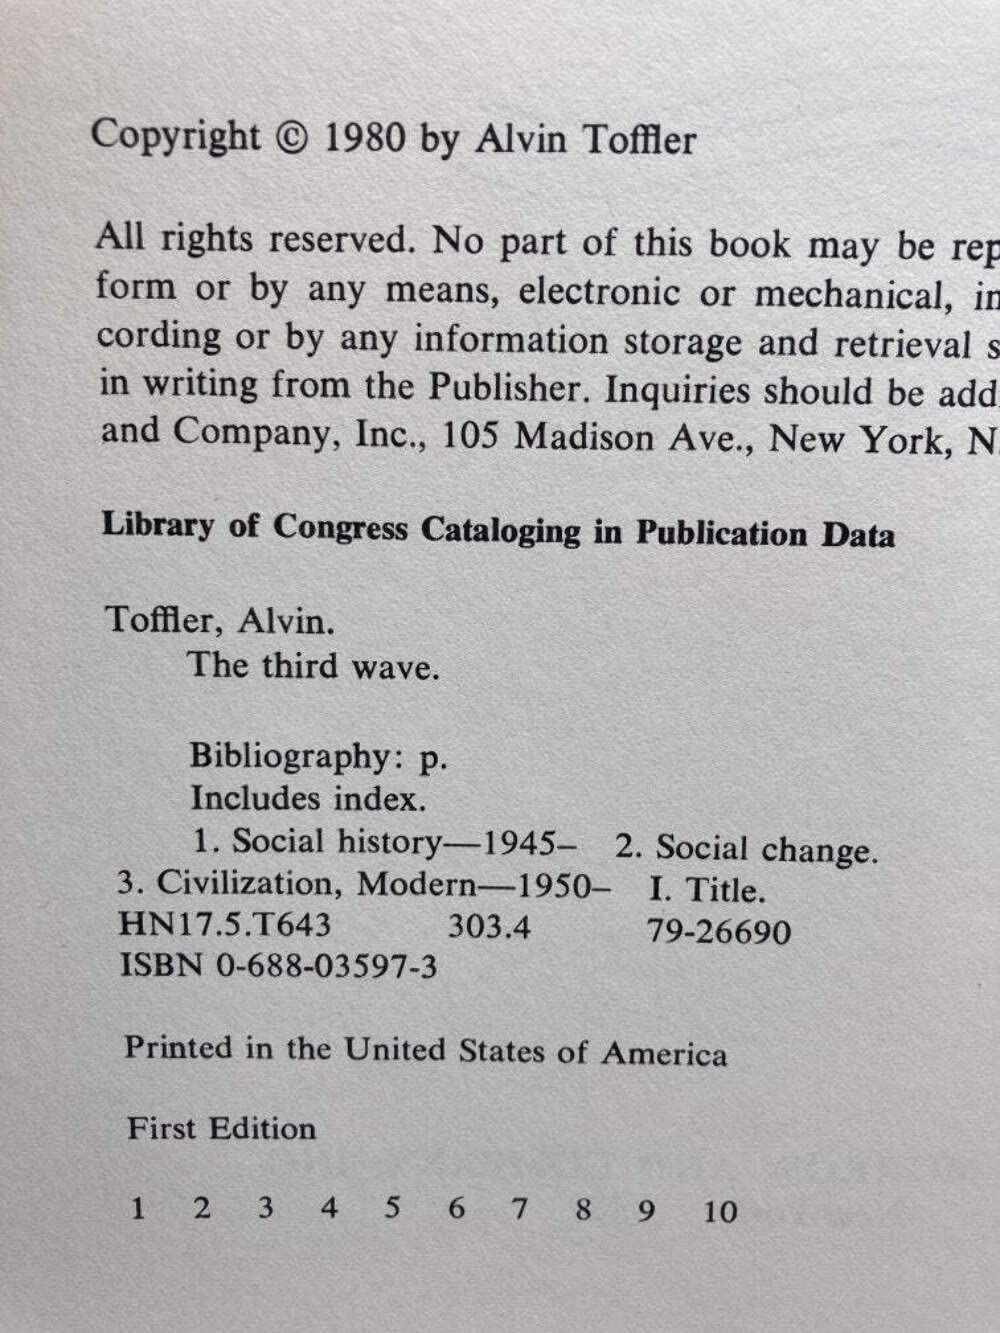 Copyright © 1980 by Alvin Toffler
All rights reserved. No part of this book may be rep
form or by any means, electronic or mechanical, in
cording or by any information storage and retrieval s
in writing from the Publisher. Inquiries should be add
and Company, Inc., 105 Madison Ave., New York, N.
Library of Congress Cataloging in Publication Data
Toffler, Alvin.
The third wave.
Bibliography: p.
Includes index.
1. Social history—1945– 2. Social change.
3. Civilization, Modern—1950– I. Title.
HN17.5.T643 303.4 79-26690
ISBN 0-688-03597-3
Printed in the United States of America
First Edition
1 2 3 4 5 6 7 8 9 10